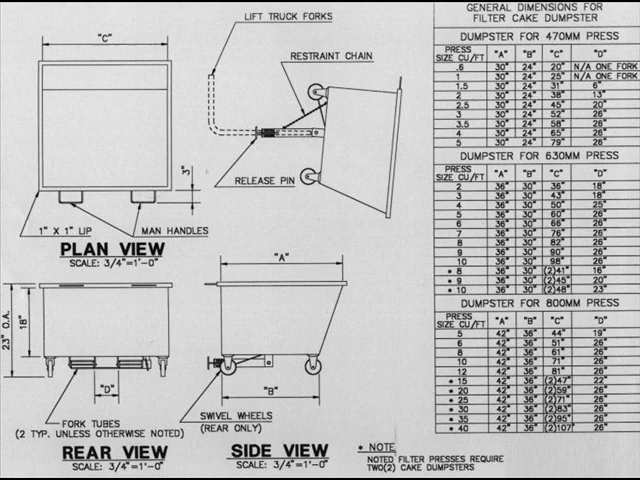 LIFT TRUCK FORKS
"C"
RESTRAINT CHAIN
3"
RELEASE PIN
1" X 1" LIP
MAN HANDLES
PLAN VIEW
SCALE: 3/4"=1'-0"
"A"
23" O.A.
18"
"D"
"B"
FORK TUBES
(2 TYP. UNLESS OTHERWISE NOTED)
SWIVEL WHEELS
(REAR ONLY)
REAR VIEW
SCALE: 3/4"=1'-0"
SIDE VIEW
SCALE: 3/4"=1'-0"
* NOTE
NOTED FILTER PRESSES REQUIRE
TWO(2) CAKE DUMPSTERS
GENERAL DIMENSIONS FOR
FILTER CAKE DUMPSTER
DUMPSTER FOR 470MM PRESS
PRESS SIZE CU/FT "A" "B" "C" "D"
.6 30" 24" 20" N/A ONE FORK
1 30" 24" 25" N/A ONE FORK
1.5 30" 24" 31" 6"
2 30" 24" 38" 13"
2.5 30" 24" 45" 20"
3 30" 24" 52" 26"
3.5 30" 24" 58" 26"
4 30" 24" 65" 26"
5 30" 24" 79" 26"
DUMPSTER FOR 630MM PRESS
PRESS SIZE CU/FT "A" "B" "C" "D"
2 36" 30" 36" 18"
3 36" 30" 43" 18"
4 36" 30" 50" 25"
5 36" 30" 60" 26"
6 36" 30" 66" 26"
7 36" 30" 76" 26"
8 36" 30" 82" 26"
9 36" 30" 90" 26"
10 36" 30" 98" 26"
* 8 36" 30" (2)41" 16"
* 9 36" 30" (2)45" 20"
* 10 36" 30" (2)48" 23"
DUMPSTER FOR 800MM PRESS
PRESS SIZE CU/FT "A" "B" "C" "D"
5 42" 36" 44" 19"
6 42" 36" 51" 26"
8 42" 36" 61" 26"
10 42" 36" 71" 26"
12 42" 36" 81" 26"
* 15 42" 36" (2)47" 22"
* 20 42" 36" (2)59" 26"
* 25 42" 36" (2)71" 26"
* 30 42" 36" (2)83" 26"
* 35 42" 36" (2)95" 26"
* 40 42" 36" (2)107" 26"